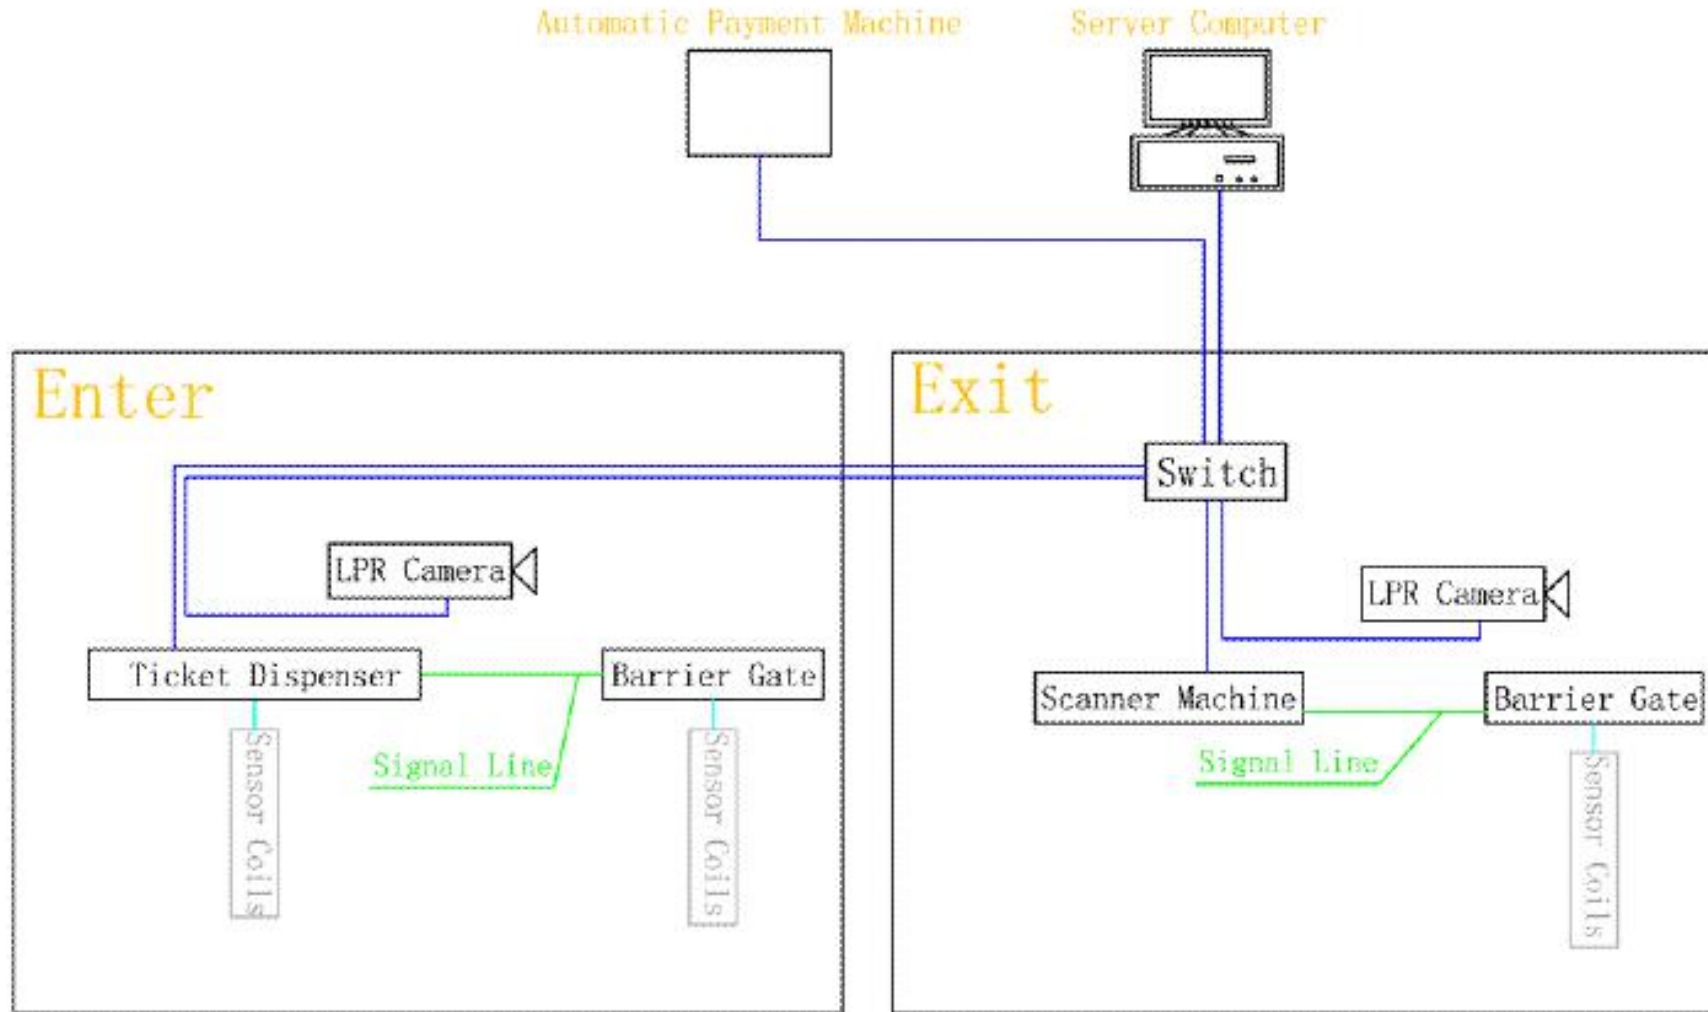 Automatic Payment Machine
Server Computer
Enter
Exit
Switch
LPR Camera
LPR Camera
Ticket Dispenser
Barrier Gate
Scanner Machine
Barrier Gate
Signal Line
Signal Line
Sensor Coils
Sensor Coils
Sensor Coils